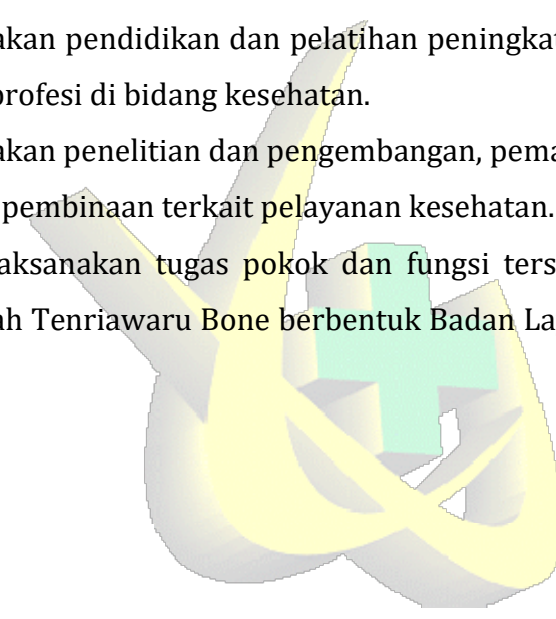 akan pendidikan dan pelatihan peningkat
profesi di bidang kesehatan.
akan penelitian dan pengembangan, pema
pembinaan terkait pelayanan kesehatan.
aksanakan tugas pokok dan fungsi ters
ah Tenriawaru Bone berbentuk Badan La